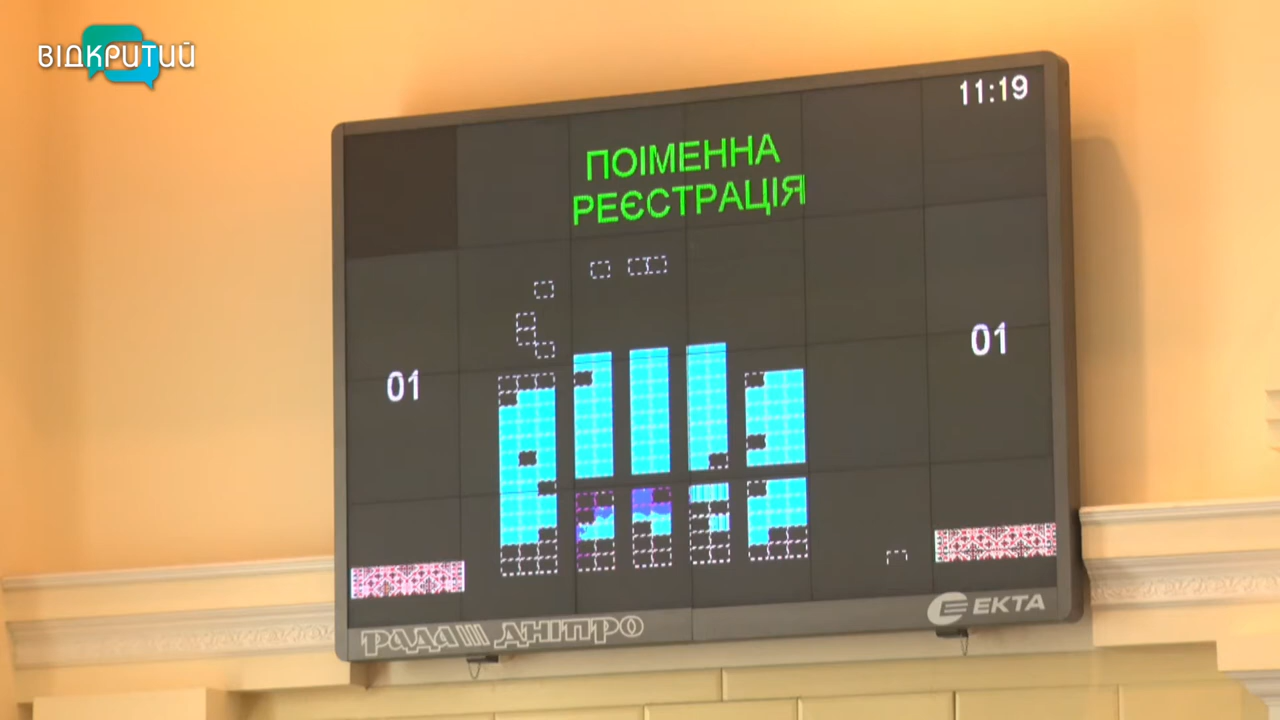 ВІДКРИТИЙ
11:19
ПОІМЕННА
РЕЄСТРАЦІЯ
01
01
РАДА ДНІПРО
ЕКТА